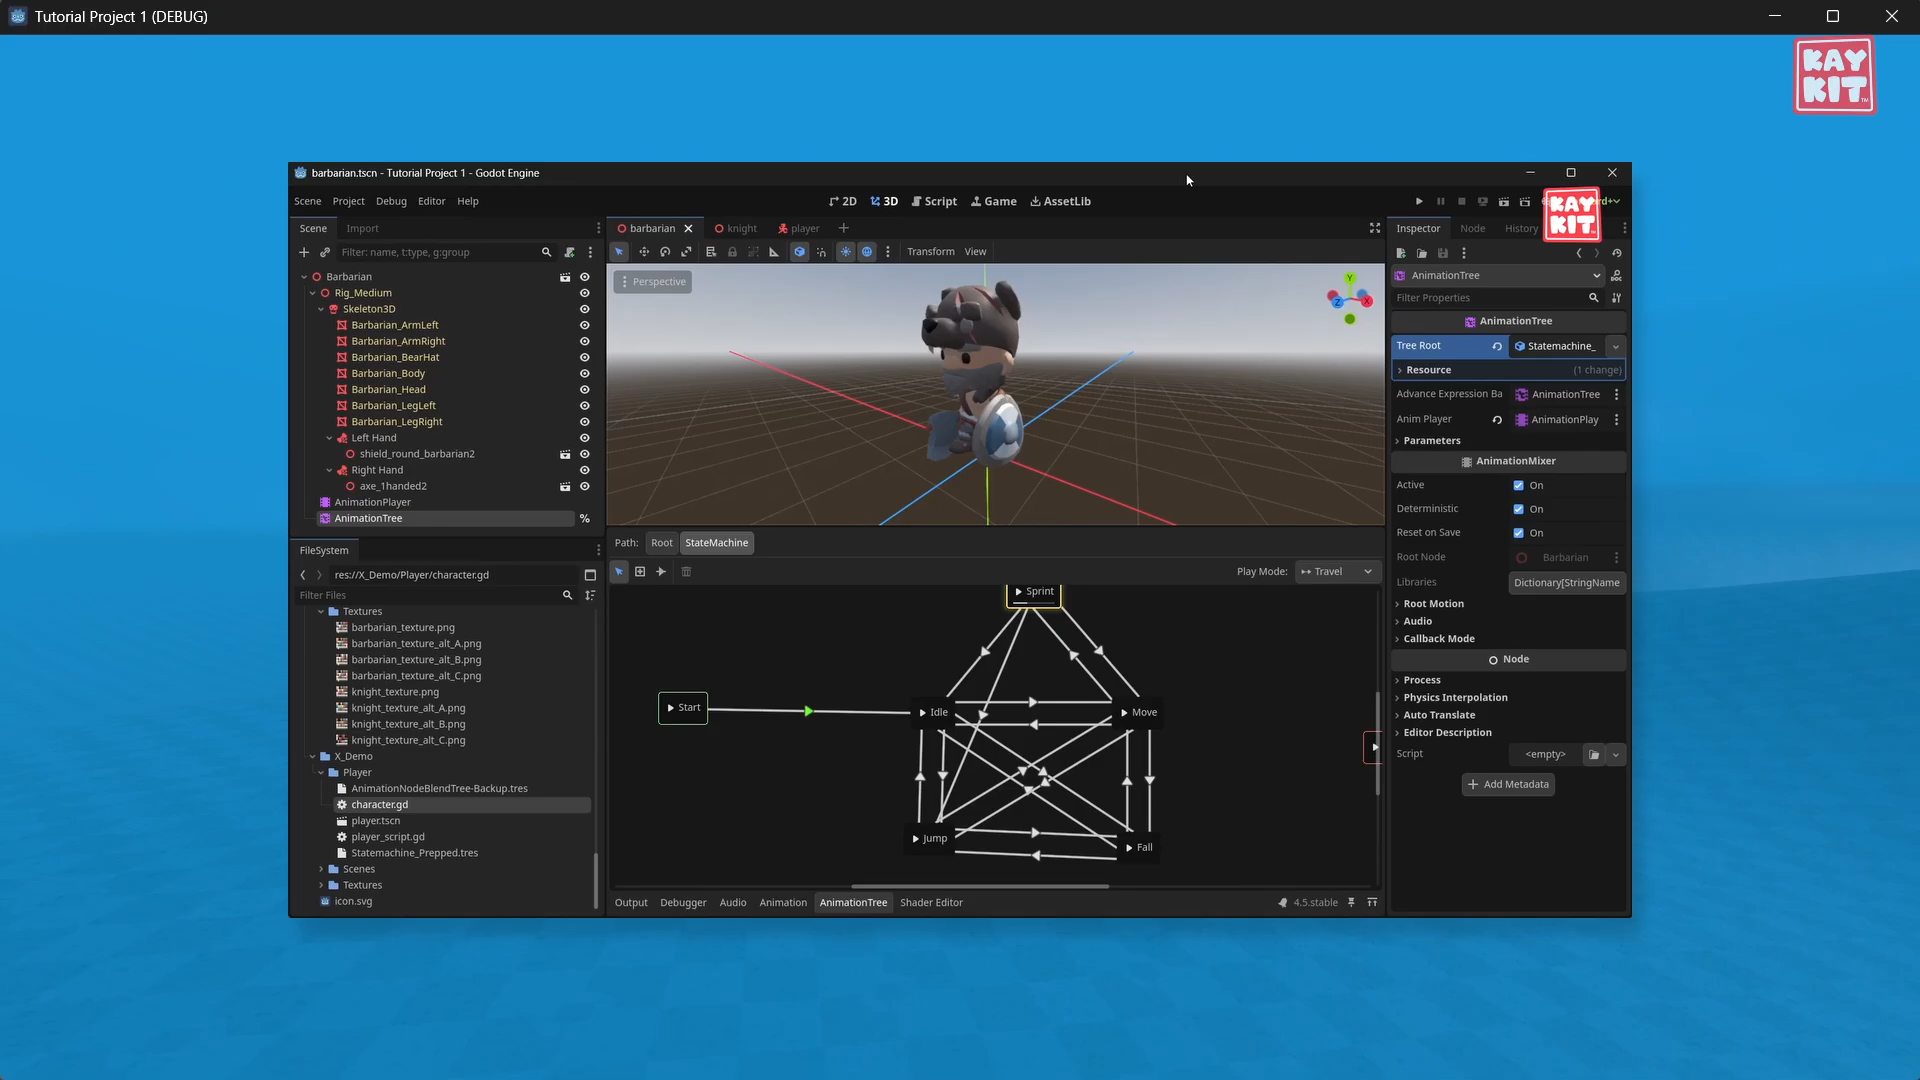 Tutorial Project 1 (DEBUG)
KAY
KIT
barbarian.tscn - Tutorial Project 1 - Godot Engine
Scene Project Debug Editor Help
2D 3D Script Game AssetLib
KAY
KIT
Scene Import
barbarian knight player
Inspector Node History
Filter: name, t:type, g:group
Transform View
Perspective
Y
Z
X
Barbarian
Rig_Medium
Skeleton3D
Barbarian_ArmLeft
Barbarian_ArmRight
Barbarian_BearHat
Barbarian_Body
Barbarian_Head
Barbarian_LegLeft
Barbarian_LegRight
Left Hand
shield_round_barbarian2
Right Hand
axe_1handed2
AnimationPlayer
AnimationTree
FileSystem
res://X_Demo/Player/character.gd
Filter Files
Textures
barbarian_texture.png
barbarian_texture_alt_A.png
barbarian_texture_alt_B.png
barbarian_texture_alt_C.png
knight_texture.png
knight_texture_alt_A.png
knight_texture_alt_B.png
knight_texture_alt_C.png
X_Demo
Player
AnimationNodeBlendTree-Backup.tres
character.gd
player.tscn
player_script.gd
Statemachine_Prepped.tres
Scenes
Textures
icon.svg
Path: Root StateMachine
Play Mode: Travel
Sprint
Start
Idle
Move
Jump
Fall
Output Debugger Audio Animation AnimationTree Shader Editor
4.5.stable
AnimationTree
Filter Properties
AnimationTree
Tree Root Statemachine_
Resource (1 change)
Advance Expression Ba AnimationTree
Anim Player AnimationPlay
Parameters
AnimationMixer
Active On
Deterministic On
Reset on Save On
Root Node Barbarian
Libraries Dictionary[StringName
Root Motion
Audio
Callback Mode
Node
Process
Physics Interpolation
Auto Translate
Editor Description
Script <empty>
Add Metadata